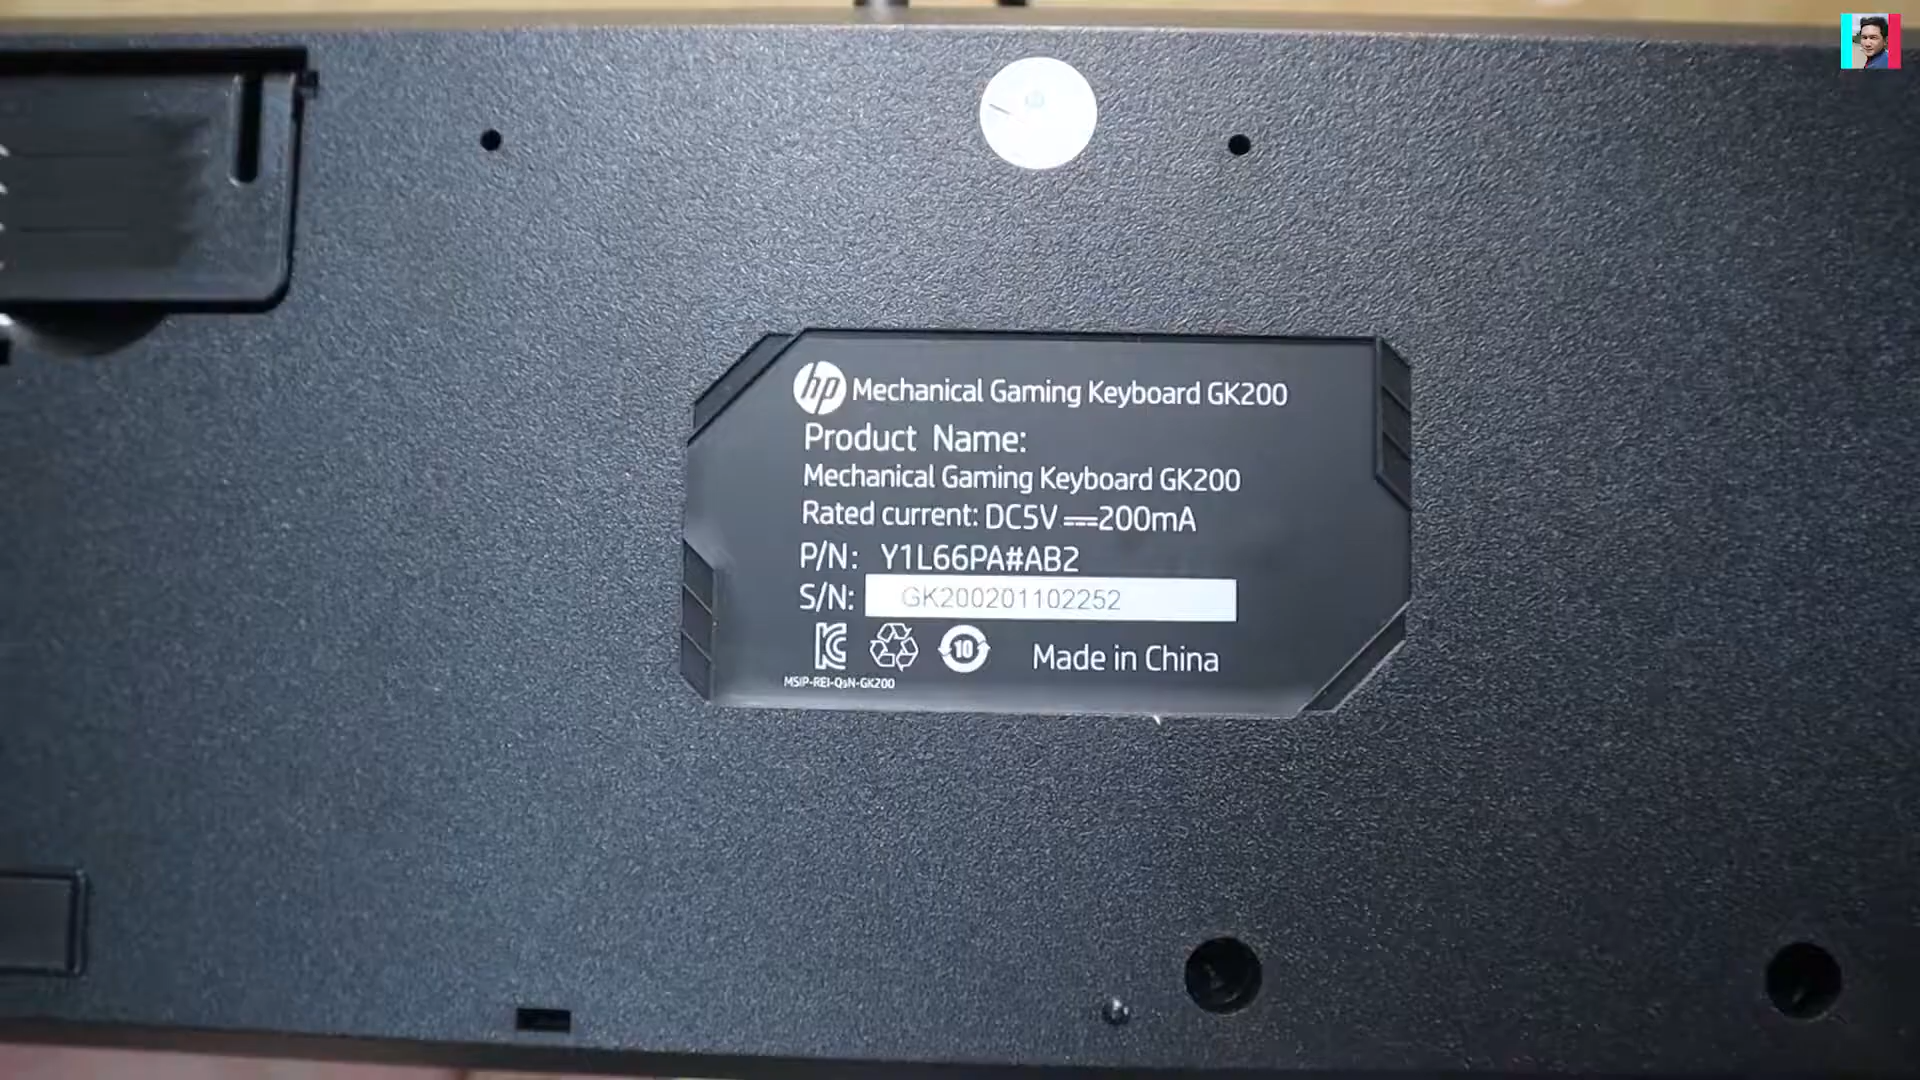 hp Mechanical Gaming Keyboard GK200
Product Name:
Mechanical Gaming Keyboard GK200
Rated current: DC5V ⎓200mA
P/N: Y1L66PA#AB2
S/N: GK200201102252
10 Made in China
MSIP-REI-QsN-GK200